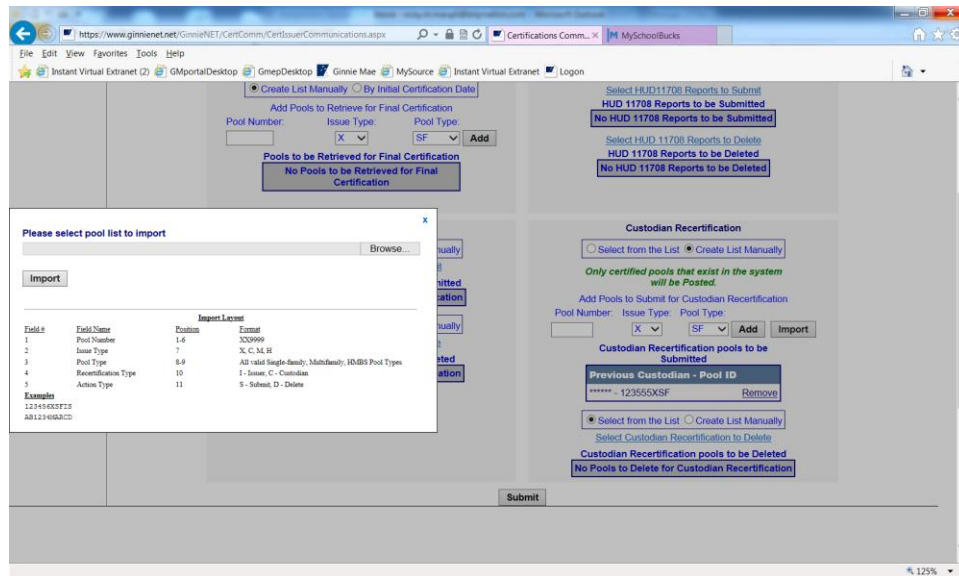 https://www.ginnienet.net/GinnieNET/CertComm/CertIssuerCommunications.aspx
Certifications Comm...
MySchoolBucks
File Edit View Favorites Tools Help
Instant Virtual Extranet (2) GMportalDesktop GmepDesktop Ginnie Mae MySource Instant Virtual Extranet Logon
Create List Manually By Initial Certification Date
Add Pools to Retrieve for Final Certification
Pool Number: Issue Type: Pool Type:
X SF Add
Pools to be Retrieved for Final Certification
No Pools to be Retrieved for Final Certification
Select HUD11708 Reports to Submit
HUD 11708 Reports to be Submitted
No HUD 11708 Reports to be Submitted
Select HUD 11708 Reports to Delete
HUD 11708 Reports to be Deleted
No HUD 11708 Reports to be Deleted
x
Please select pool list to import
Browse...
Import
Import Layout
Field # Field Name Position Format
1 Pool Number 1-6 XX9999
2 Issue Type 7 X, C, M, H
3 Pool Type 8-9 All valid Single-family, Multifamily, HMBS Pool Types
4 Recertification Type 10 I - Issuer, C - Custodian
5 Action Type 11 S - Submit, D - Delete
Examples
123456XSFIS
AB1234MARCD
nually
nitted
ation
nually
eted
ation
Custodian Recertification
Select from the List Create List Manually
Only certified pools that exist in the system
will be Posted.
Add Pools to Submit for Custodian Recertification
Pool Number: Issue Type: Pool Type:
X SF Add Import
Custodian Recertification pools to be
Submitted
Previous Custodian - Pool ID
****** - 123555XSF Remove
Select from the List Create List Manually
Select Custodian Recertification to Delete
Custodian Recertification pools to be Deleted
No Pools to Delete for Custodian Recertification
Submit
125%